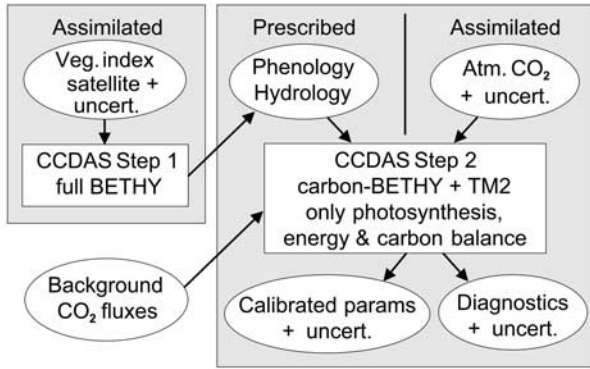 Assimilated
Veg. index
satellite +
uncert.
CCDAS Step 1
full BETHY
Background
CO₂ fluxes
Prescribed
Assimilated
Phenology
Hydrology
Atm. CO₂
+ uncert.
CCDAS Step 2
carbon-BETHY + TM2
only photosynthesis,
energy & carbon balance
Calibrated params
+ uncert.
Diagnostics
+ uncert.